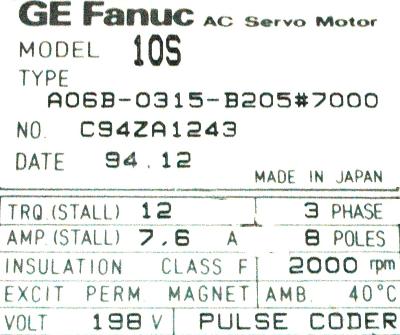 GE Fanuc AC Servo Motor
MODEL 10S
TYPE
A06B-0315-B205#7000
NO. C94ZA1243
DATE 94.12
MADE IN JAPAN
TRQ.(STALL) 12 3 PHASE
AMP.(STALL) 7,6 A 8 POLES
INSULATION CLASS F 2000 rpm
EXCIT PERM MAGNET AMB. 40°C
VOLT 198 V PULSE CODER